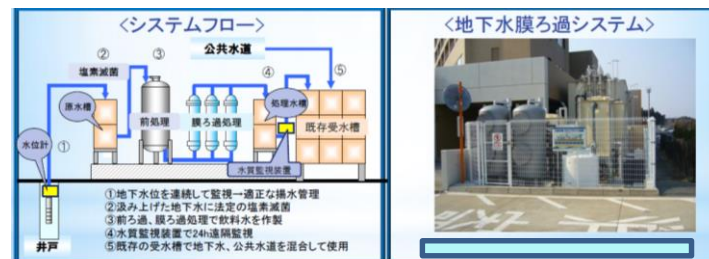 <システムフロー>
② ③
公共水道
塩素滅菌
④ ⑤
原水槽
処理水槽
前処理
膜ろ過処理
既存受水槽
水位計
①
水質監視装置
井戸
①地下水位を連続して監視→適正な揚水管理
②汲み上げた地下水に法定の塩素滅菌
③前ろ過、膜ろ過処理で飲料水を作製
④水質監視装置で24h遠隔監視
⑤既存の受水槽で地下水、公共水道を混合して使用
<地下水膜ろ過システム>